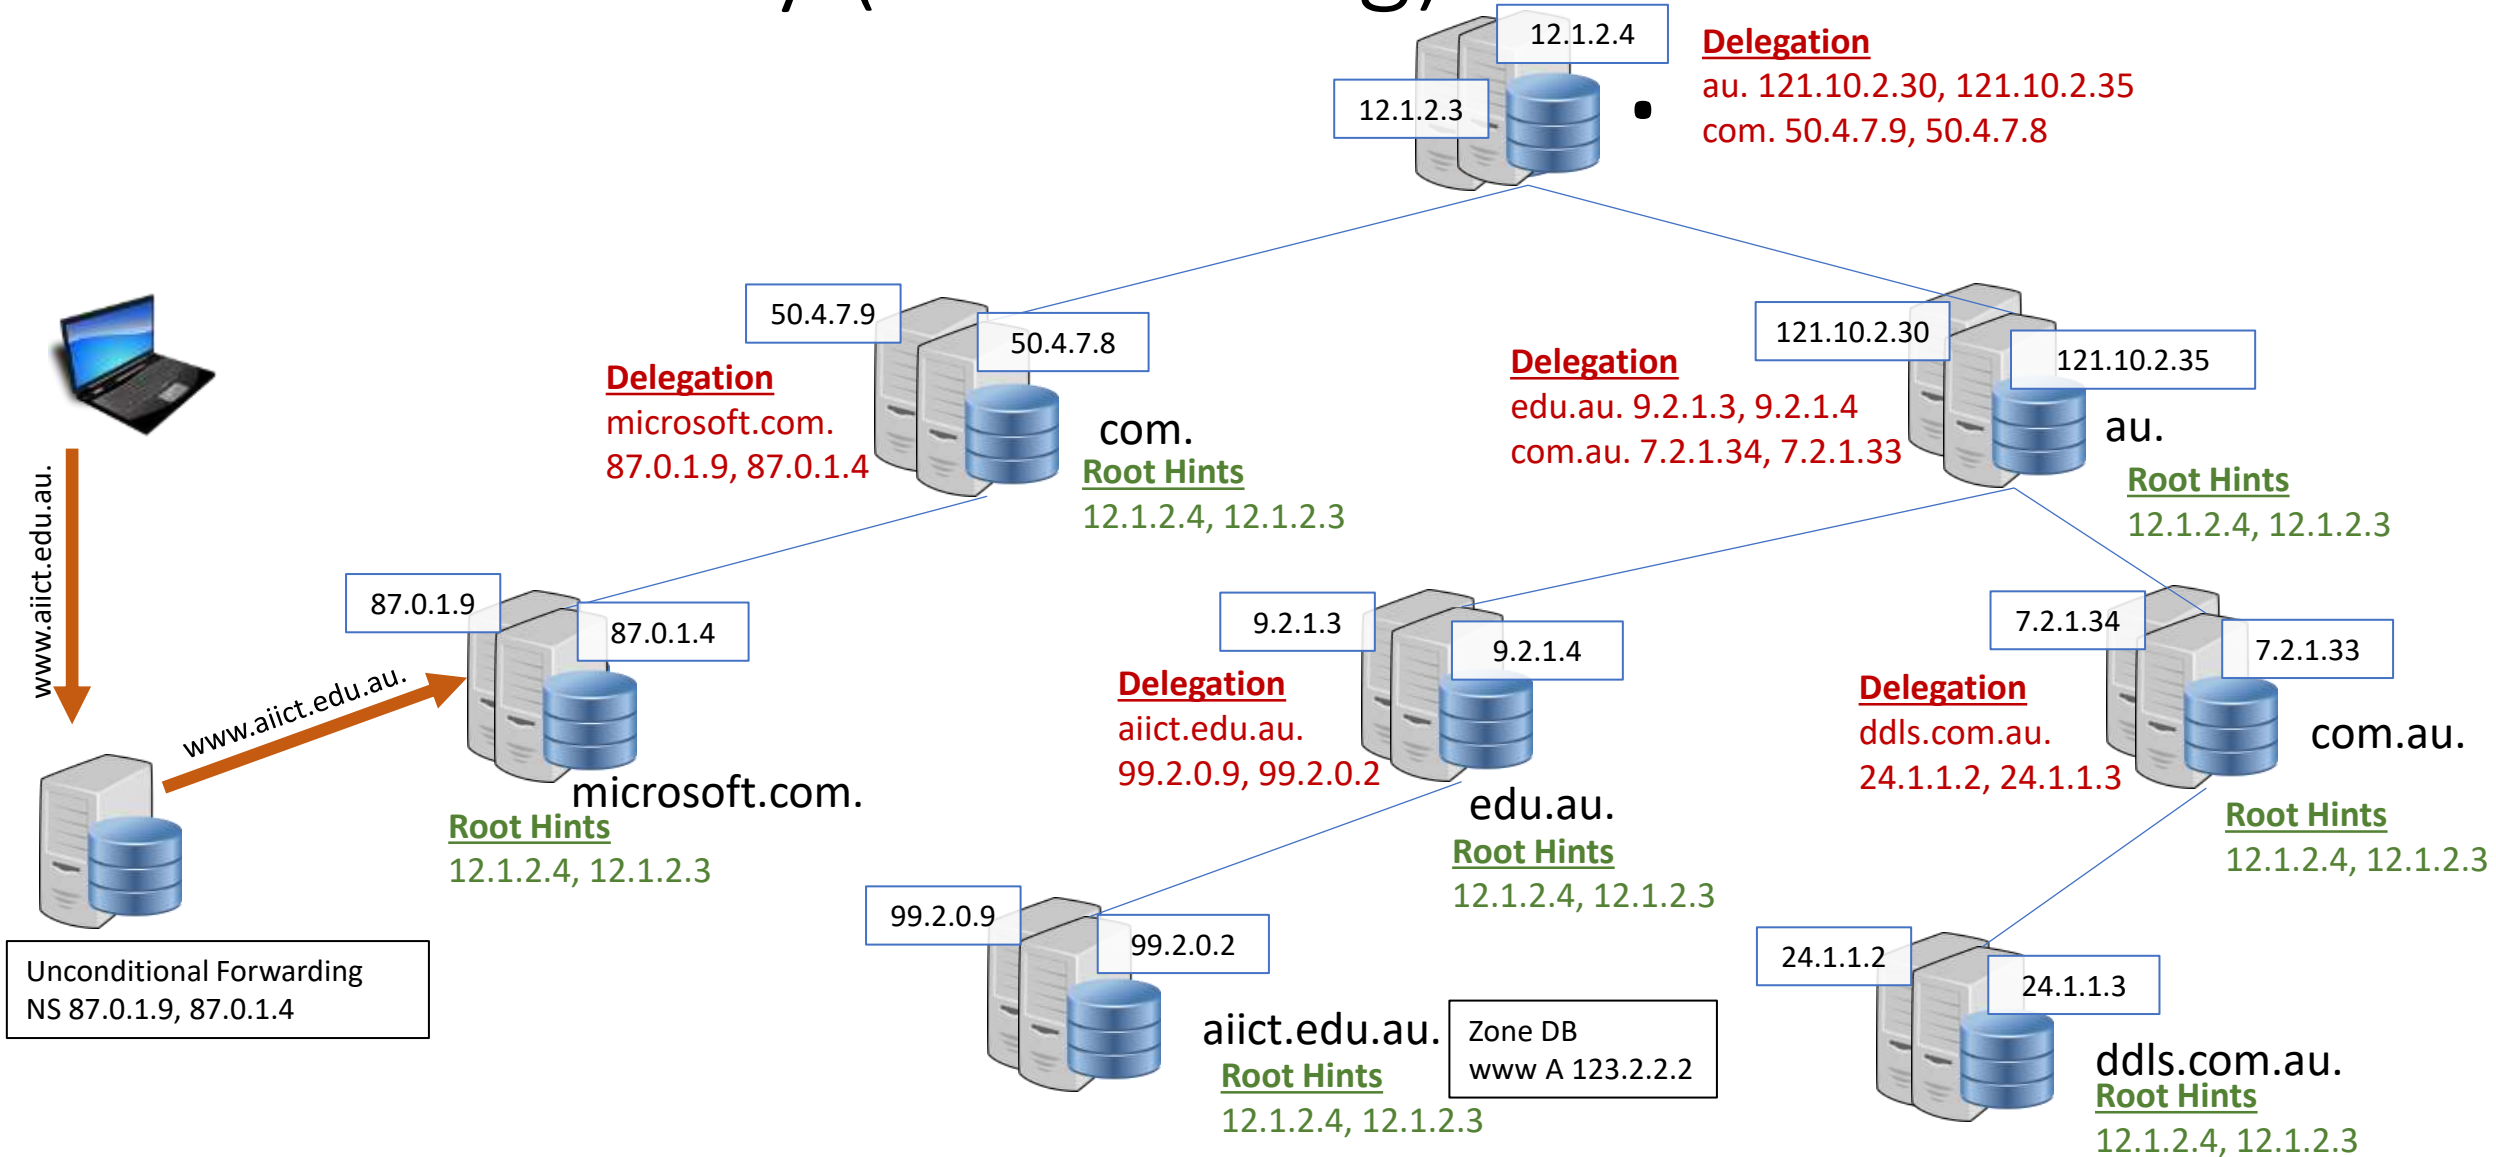 12.1.2.4
12.1.2.3
.
Delegation
au. 121.10.2.30, 121.10.2.35
com. 50.4.7.9, 50.4.7.8
50.4.7.9
50.4.7.8
Delegation
microsoft.com.
87.0.1.9, 87.0.1.4
com.
Root Hints
12.1.2.4, 12.1.2.3
121.10.2.30
121.10.2.35
Delegation
edu.au. 9.2.1.3, 9.2.1.4
com.au. 7.2.1.34, 7.2.1.33
au.
Root Hints
12.1.2.4, 12.1.2.3
www.aiict.edu.au.
www.aiict.edu.au.
87.0.1.9
87.0.1.4
microsoft.com.
Root Hints
12.1.2.4, 12.1.2.3
9.2.1.3
9.2.1.4
Delegation
aiict.edu.au.
99.2.0.9, 99.2.0.2
edu.au.
Root Hints
12.1.2.4, 12.1.2.3
7.2.1.34
7.2.1.33
Delegation
ddls.com.au.
24.1.1.2, 24.1.1.3
com.au.
Root Hints
12.1.2.4, 12.1.2.3
Unconditional Forwarding
NS 87.0.1.9, 87.0.1.4
99.2.0.9
99.2.0.2
aiict.edu.au.
Root Hints
12.1.2.4, 12.1.2.3
Zone DB
www A 123.2.2.2
24.1.1.2
24.1.1.3
ddls.com.au.
Root Hints
12.1.2.4, 12.1.2.3